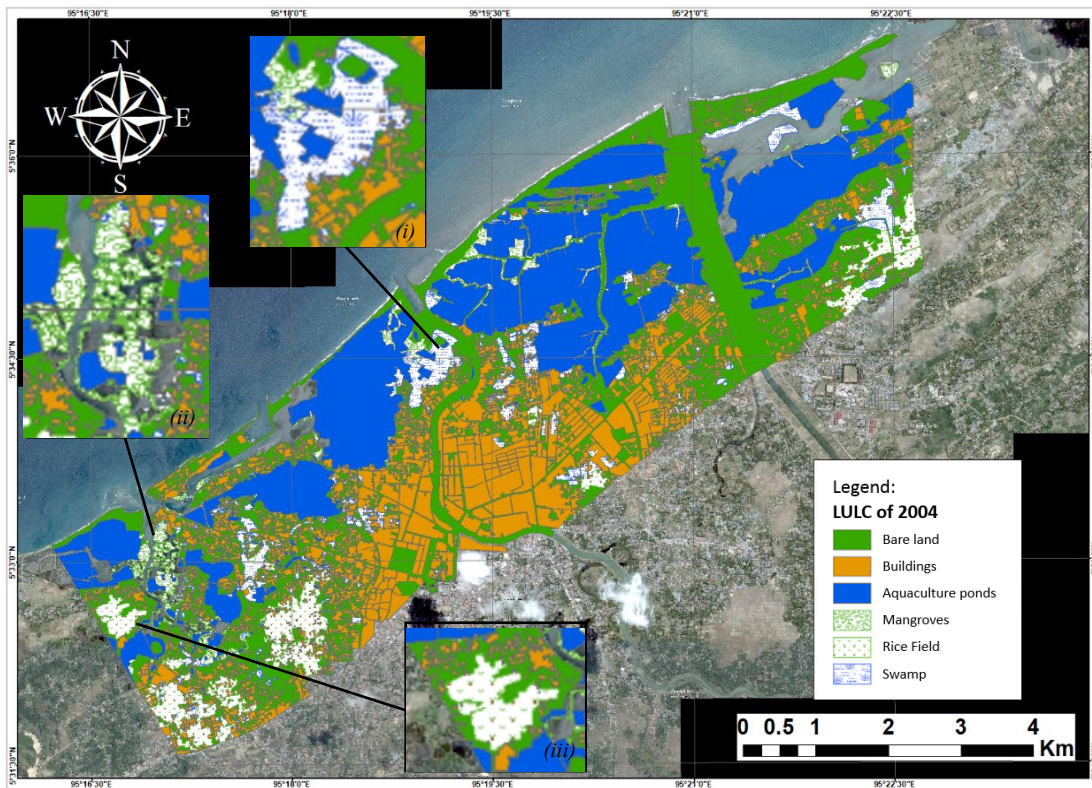 95°16'30"E 95°18'0"E 95°19'30"E 95°21'0"E 95°22'30"E
N
W E
S
(i)
(ii)
(iii)
5°36'0"N
5°34'30"N
5°33'0"N
5°31'30"N
Legend:
LULC of 2004
Bare land
Buildings
Aquaculture ponds
Mangroves
Rice Field
Swamp
0 0.5 1 2 3 4
Km
95°16'30"E 95°18'0"E 95°19'30"E 95°21'0"E 95°22'30"E